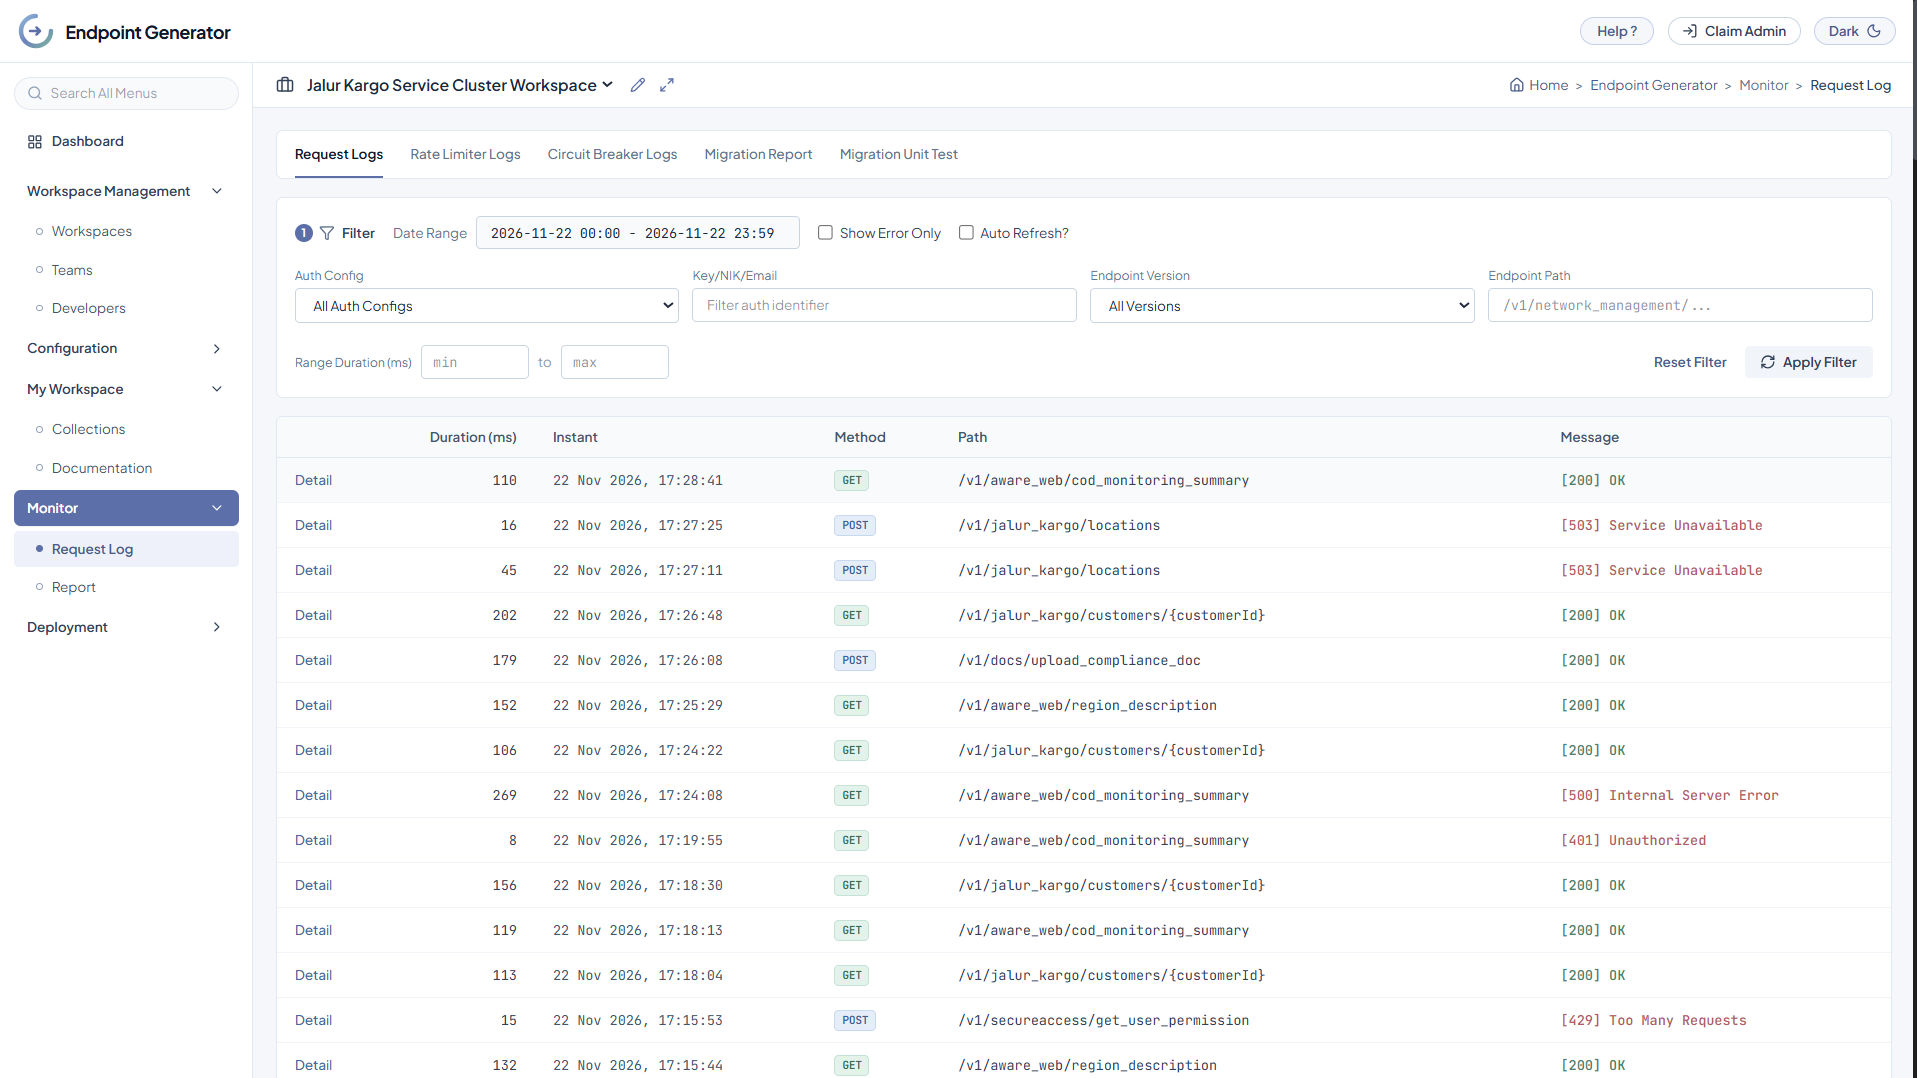 Endpoint Generator
Help ?
Claim Admin
Dark
Search All Menus
Dashboard
Workspace Management
Workspaces
Teams
Developers
Configuration
My Workspace
Collections
Documentation
Monitor
Request Log
Report
Deployment
Jalur Kargo Service Cluster Workspace
Home > Endpoint Generator > Monitor > Request Log
Request Logs Rate Limiter Logs Circuit Breaker Logs Migration Report Migration Unit Test
1 Filter Date Range 2026-11-22 00:00 - 2026-11-22 23:59 Show Error Only Auto Refresh?
Auth Config Key/NIK/Email Endpoint Version Endpoint Path
All Auth Configs Filter auth identifier All Versions /v1/network_management/...
Range Duration (ms) min to max Reset Filter Apply Filter
Duration (ms) Instant Method Path Message
Detail 110 22 Nov 2026, 17:28:41 GET /v1/aware_web/cod_monitoring_summary [200] OK
Detail 16 22 Nov 2026, 17:27:25 POST /v1/jalur_kargo/locations [503] Service Unavailable
Detail 45 22 Nov 2026, 17:27:11 POST /v1/jalur_kargo/locations [503] Service Unavailable
Detail 202 22 Nov 2026, 17:26:48 GET /v1/jalur_kargo/customers/{customerId} [200] OK
Detail 179 22 Nov 2026, 17:26:08 POST /v1/docs/upload_compliance_doc [200] OK
Detail 152 22 Nov 2026, 17:25:29 GET /v1/aware_web/region_description [200] OK
Detail 106 22 Nov 2026, 17:24:22 GET /v1/jalur_kargo/customers/{customerId} [200] OK
Detail 269 22 Nov 2026, 17:24:08 GET /v1/aware_web/cod_monitoring_summary [500] Internal Server Error
Detail 8 22 Nov 2026, 17:19:55 GET /v1/aware_web/cod_monitoring_summary [401] Unauthorized
Detail 156 22 Nov 2026, 17:18:30 GET /v1/jalur_kargo/customers/{customerId} [200] OK
Detail 119 22 Nov 2026, 17:18:13 GET /v1/aware_web/cod_monitoring_summary [200] OK
Detail 113 22 Nov 2026, 17:18:04 GET /v1/jalur_kargo/customers/{customerId} [200] OK
Detail 15 22 Nov 2026, 17:15:53 POST /v1/secureaccess/get_user_permission [429] Too Many Requests
Detail 132 22 Nov 2026, 17:15:44 GET /v1/aware_web/region_description [200] OK